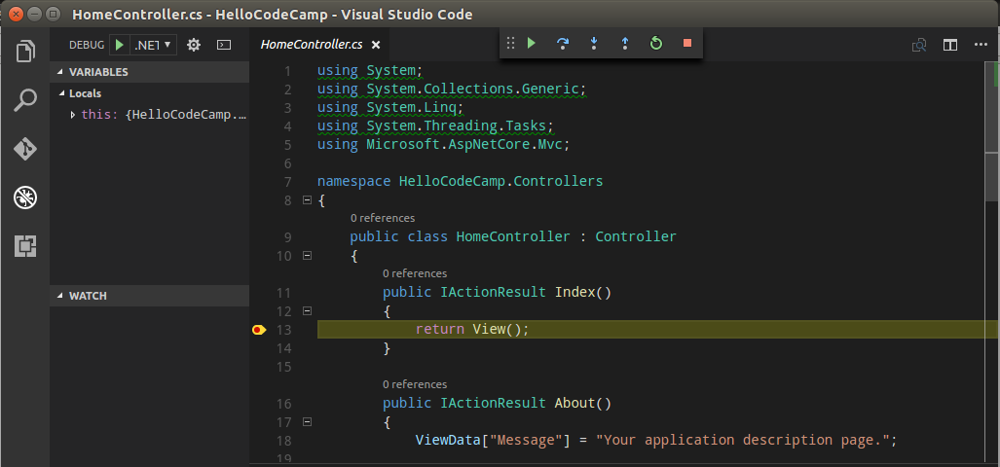 HomeController.cs - HelloCodeCamp - Visual Studio Code
DEBUG .NET
HomeController.cs
VARIABLES
Locals
this: {HelloCodeCamp....
WATCH
1 using System;
2 using System.Collections.Generic;
3 using System.Linq;
4 using System.Threading.Tasks;
5 using Microsoft.AspNetCore.Mvc;
6
7 namespace HelloCodeCamp.Controllers
8 {
0 references
9 public class HomeController : Controller
10 {
0 references
11 public IActionResult Index()
12 {
13 return View();
14 }
15
0 references
16 public IActionResult About()
17 {
18 ViewData["Message"] = "Your application description page.";
19